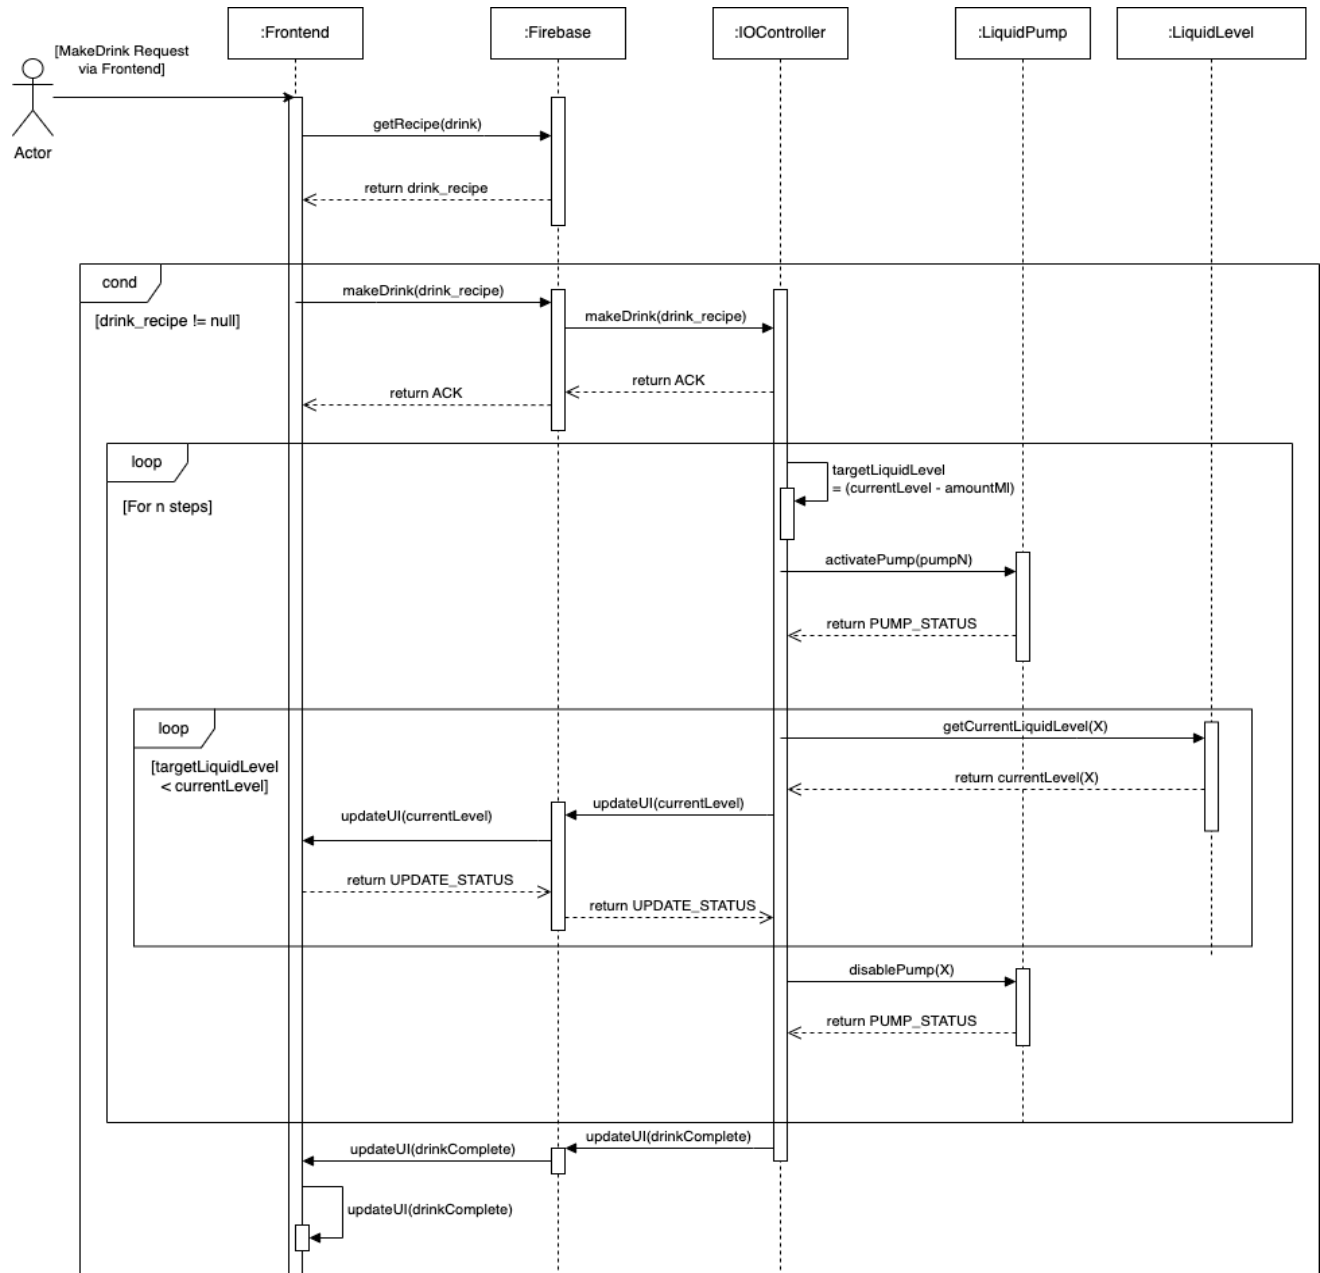 :Frontend
:Firebase
:IOController
:LiquidPump
:LiquidLevel
[MakeDrink Request
via Frontend]
Actor
getRecipe(drink)
return drink_recipe
cond
[drink_recipe != null]
makeDrink(drink_recipe)
makeDrink(drink_recipe)
return ACK
return ACK
loop
[For n steps]
targetLiquidLevel
= (currentLevel - amountMl)
activatePump(pumpN)
return PUMP_STATUS
loop
[targetLiquidLevel
< currentLevel]
getCurrentLiquidLevel(X)
return currentLevel(X)
updateUI(currentLevel)
updateUI(currentLevel)
return UPDATE_STATUS
return UPDATE_STATUS
disablePump(X)
return PUMP_STATUS
updateUI(drinkComplete)
updateUI(drinkComplete)
updateUI(drinkComplete)